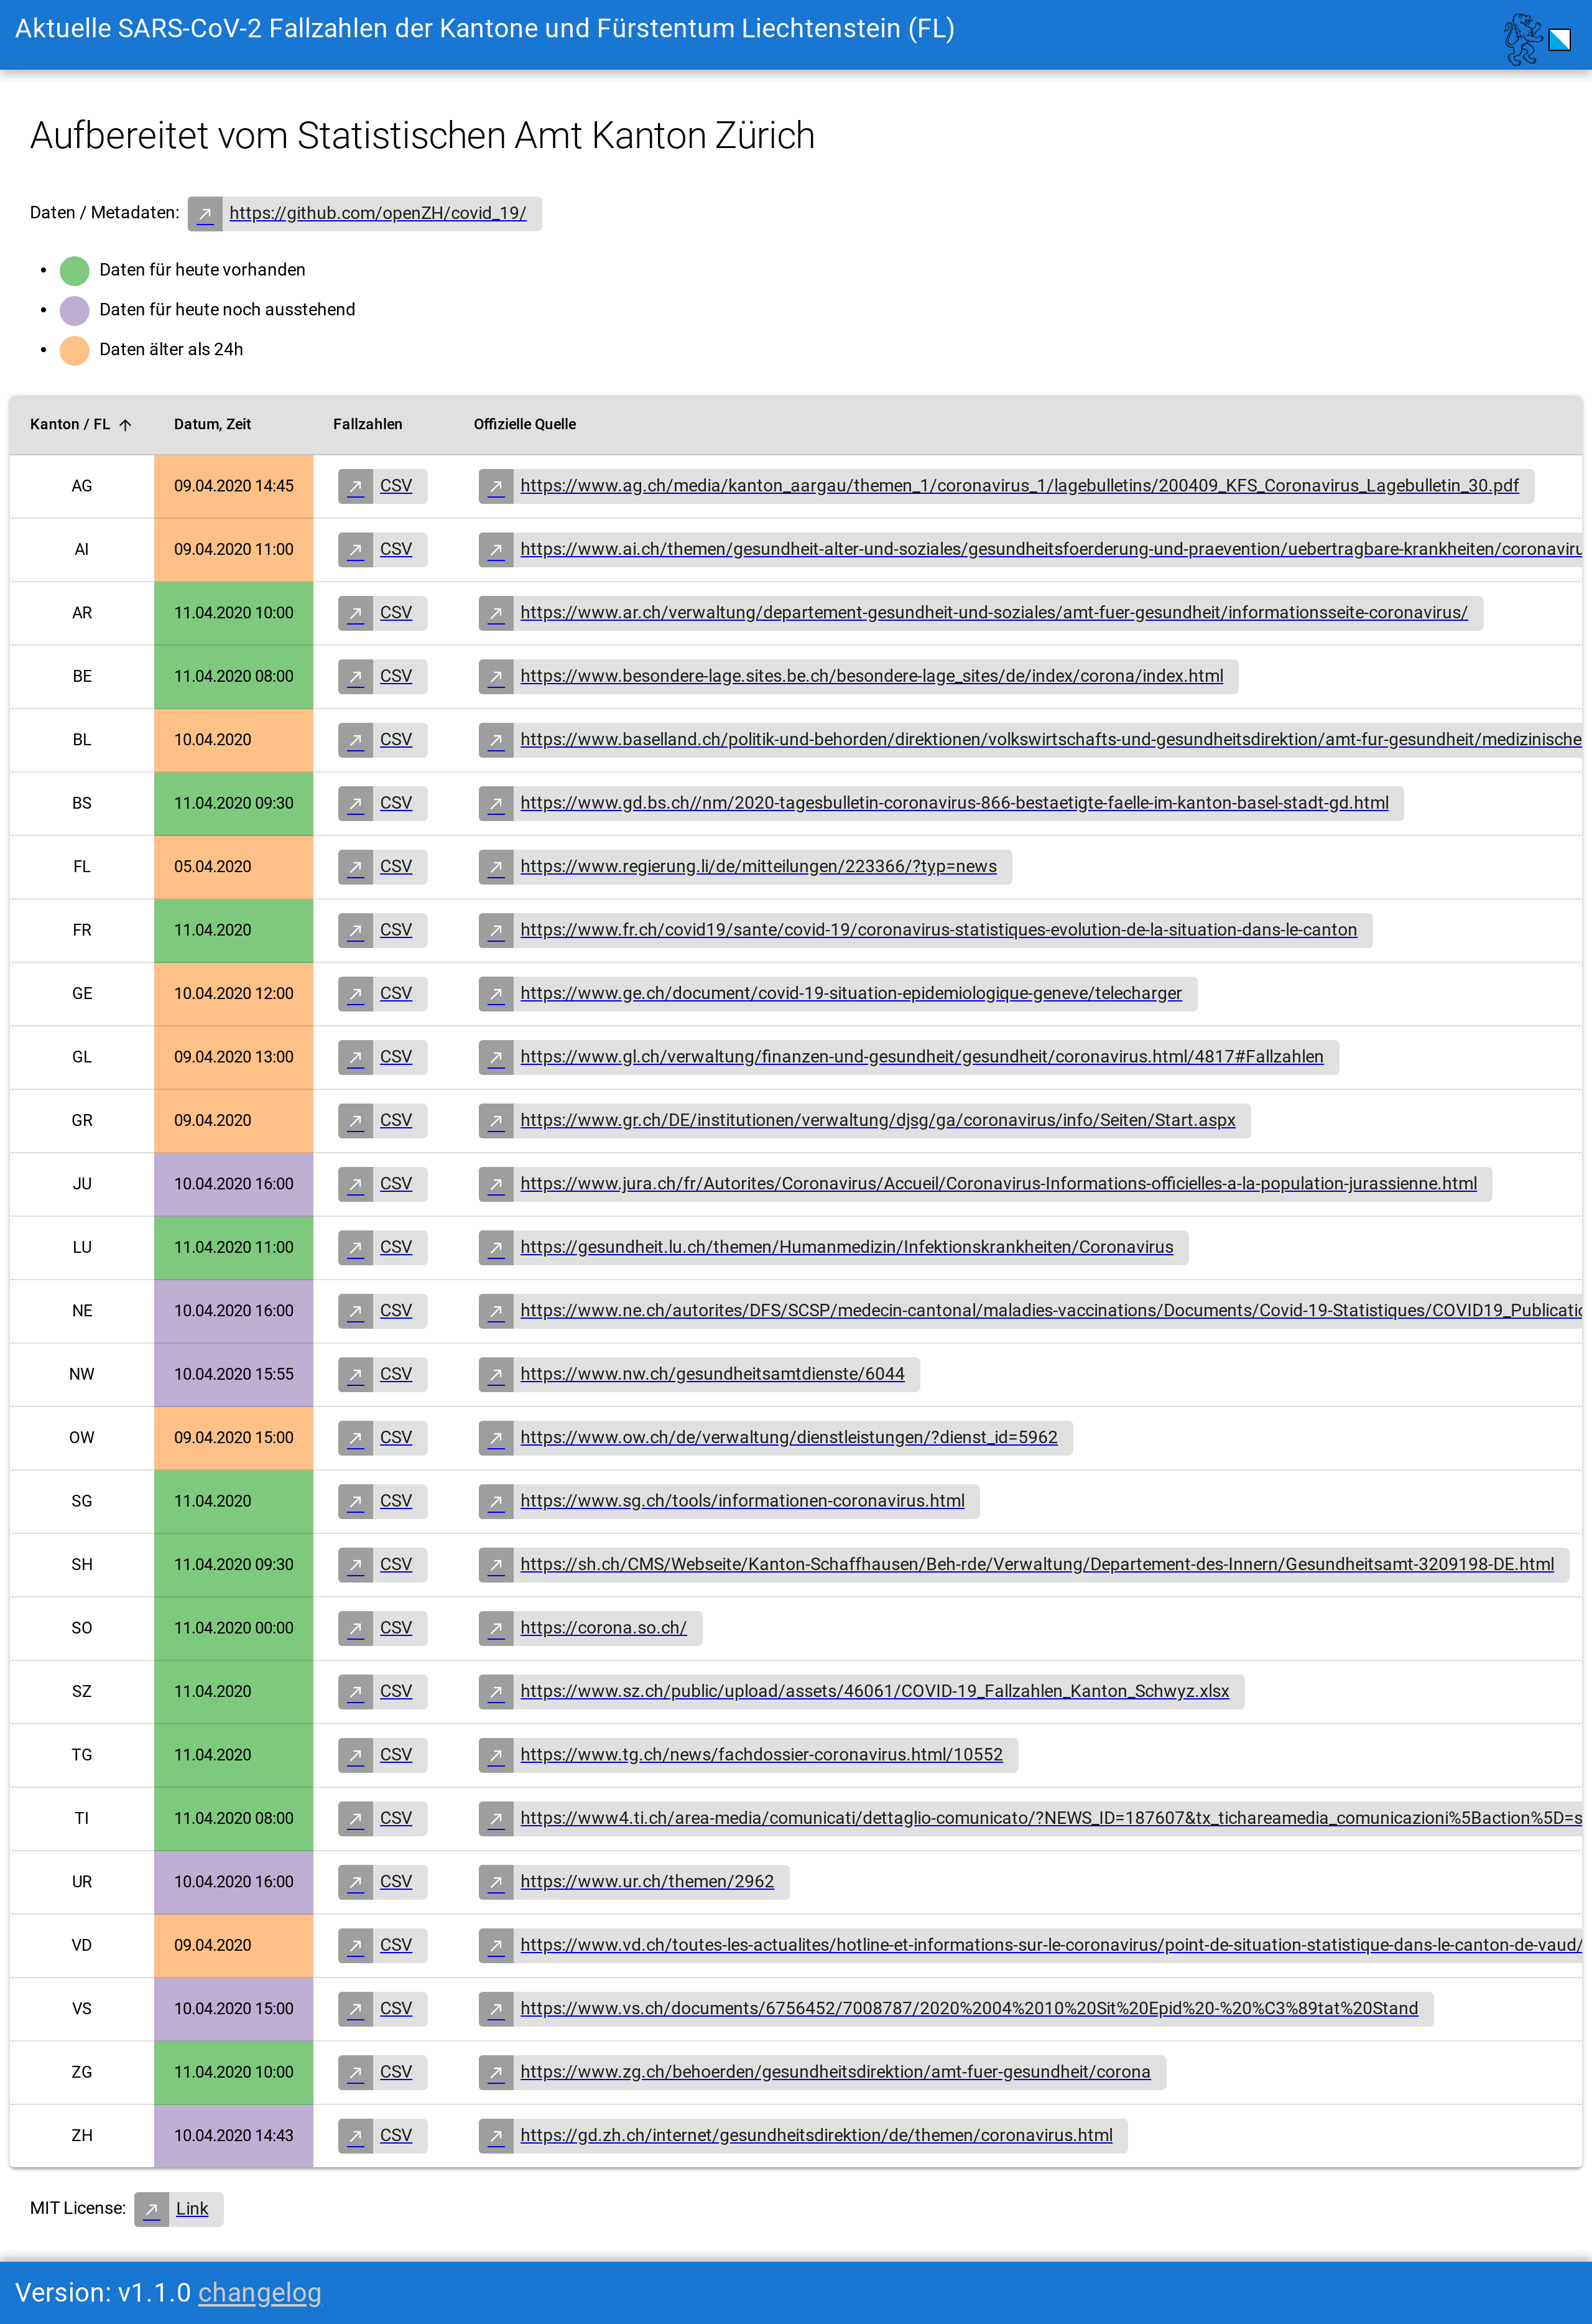 Aktuelle SARS-CoV-2 Fallzahlen der Kantone und Fürstentum Liechtenstein (FL)
Aufbereitet vom Statistischen Amt Kanton Zürich
Daten / Metadaten: https://github.com/openZH/covid_19/
Daten für heute vorhanden
Daten für heute noch ausstehend
Daten älter als 24h
Kanton / FL Datum, Zeit Fallzahlen Offizielle Quelle
AG 09.04.2020 14:45 CSV https://www.ag.ch/media/kanton_aargau/themen_1/coronavirus_1/lagebulletins/200409_KFS_Coronavirus_Lagebulletin_30.pdf
AI 09.04.2020 11:00 CSV https://www.ai.ch/themen/gesundheit-alter-und-soziales/gesundheitsfoerderung-und-praevention/uebertragbare-krankheiten/coronaviru
AR 11.04.2020 10:00 CSV https://www.ar.ch/verwaltung/departement-gesundheit-und-soziales/amt-fuer-gesundheit/informationsseite-coronavirus/
BE 11.04.2020 08:00 CSV https://www.besondere-lage.sites.be.ch/besondere-lage_sites/de/index/corona/index.html
BL 10.04.2020 CSV https://www.baselland.ch/politik-und-behorden/direktionen/volkswirtschafts-und-gesundheitsdirektion/amt-fur-gesundheit/medizinische
BS 11.04.2020 09:30 CSV https://www.gd.bs.ch//nm/2020-tagesbulletin-coronavirus-866-bestaetigte-faelle-im-kanton-basel-stadt-gd.html
FL 05.04.2020 CSV https://www.regierung.li/de/mitteilungen/223366/?typ=news
FR 11.04.2020 CSV https://www.fr.ch/covid19/sante/covid-19/coronavirus-statistiques-evolution-de-la-situation-dans-le-canton
GE 10.04.2020 12:00 CSV https://www.ge.ch/document/covid-19-situation-epidemiologique-geneve/telecharger
GL 09.04.2020 13:00 CSV https://www.gl.ch/verwaltung/finanzen-und-gesundheit/gesundheit/coronavirus.html/4817#Fallzahlen
GR 09.04.2020 CSV https://www.gr.ch/DE/institutionen/verwaltung/djsg/ga/coronavirus/info/Seiten/Start.aspx
JU 10.04.2020 16:00 CSV https://www.jura.ch/fr/Autorites/Coronavirus/Accueil/Coronavirus-Informations-officielles-a-la-population-jurassienne.html
LU 11.04.2020 11:00 CSV https://gesundheit.lu.ch/themen/Humanmedizin/Infektionskrankheiten/Coronavirus
NE 10.04.2020 16:00 CSV https://www.ne.ch/autorites/DFS/SCSP/medecin-cantonal/maladies-vaccinations/Documents/Covid-19-Statistiques/COVID19_Publicatio
NW 10.04.2020 15:55 CSV https://www.nw.ch/gesundheitsamtdienste/6044
OW 09.04.2020 15:00 CSV https://www.ow.ch/de/verwaltung/dienstleistungen/?dienst_id=5962
SG 11.04.2020 CSV https://www.sg.ch/tools/informationen-coronavirus.html
SH 11.04.2020 09:30 CSV https://sh.ch/CMS/Webseite/Kanton-Schaffhausen/Beh-rde/Verwaltung/Departement-des-Innern/Gesundheitsamt-3209198-DE.html
SO 11.04.2020 00:00 CSV https://corona.so.ch/
SZ 11.04.2020 CSV https://www.sz.ch/public/upload/assets/46061/COVID-19_Fallzahlen_Kanton_Schwyz.xlsx
TG 11.04.2020 CSV https://www.tg.ch/news/fachdossier-coronavirus.html/10552
TI 11.04.2020 08:00 CSV https://www4.ti.ch/area-media/comunicati/dettaglio-comunicato/?NEWS_ID=187607&tx_tichareamedia_comunicazioni%5Baction%5D=s
UR 10.04.2020 16:00 CSV https://www.ur.ch/themen/2962
VD 09.04.2020 CSV https://www.vd.ch/toutes-les-actualites/hotline-et-informations-sur-le-coronavirus/point-de-situation-statistique-dans-le-canton-de-vaud/
VS 10.04.2020 15:00 CSV https://www.vs.ch/documents/6756452/7008787/2020%2004%2010%20Sit%20Epid%20-%20%C3%89tat%20Stand
ZG 11.04.2020 10:00 CSV https://www.zg.ch/behoerden/gesundheitsdirektion/amt-fuer-gesundheit/corona
ZH 10.04.2020 14:43 CSV https://gd.zh.ch/internet/gesundheitsdirektion/de/themen/coronavirus.html
MIT License: Link
Version: v1.1.0 changelog